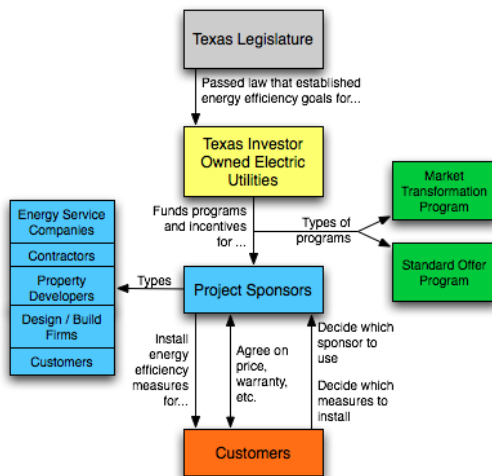 Texas Legislature
Passed law that established
energy efficiency goals for...
Texas Investor
Owned Electric
Utilities
Funds programs
and incentives
for ...
Types of
programs
Market
Transformation
Program
Standard Offer
Program
Energy Service
Companies
Contractors
Property
Developers
Design / Build
Firms
Customers
Types
Project Sponsors
Install
energy
efficiency
measures
for...
Agree on
price,
warranty,
etc.
Decide which
sponsor to
use
Decide which
measures to
install
Customers